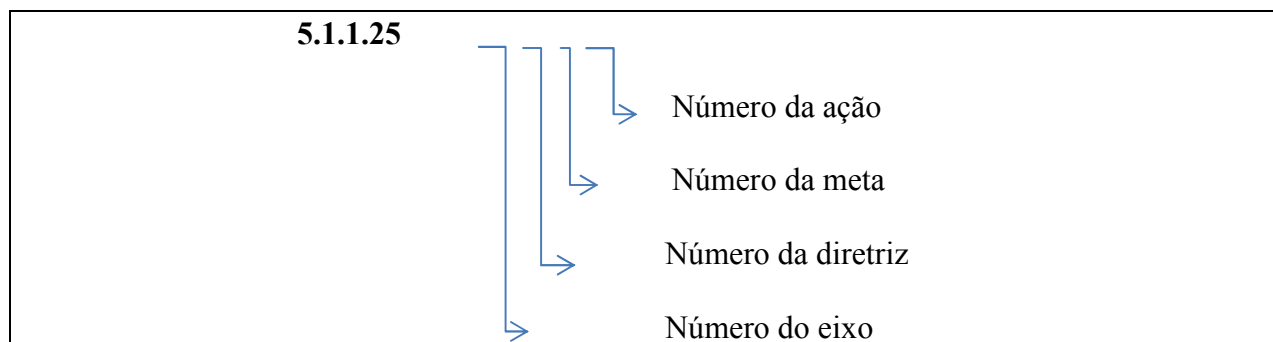 5.1.1.25
Número da ação
Número da meta
Número da diretriz
Número do eixo